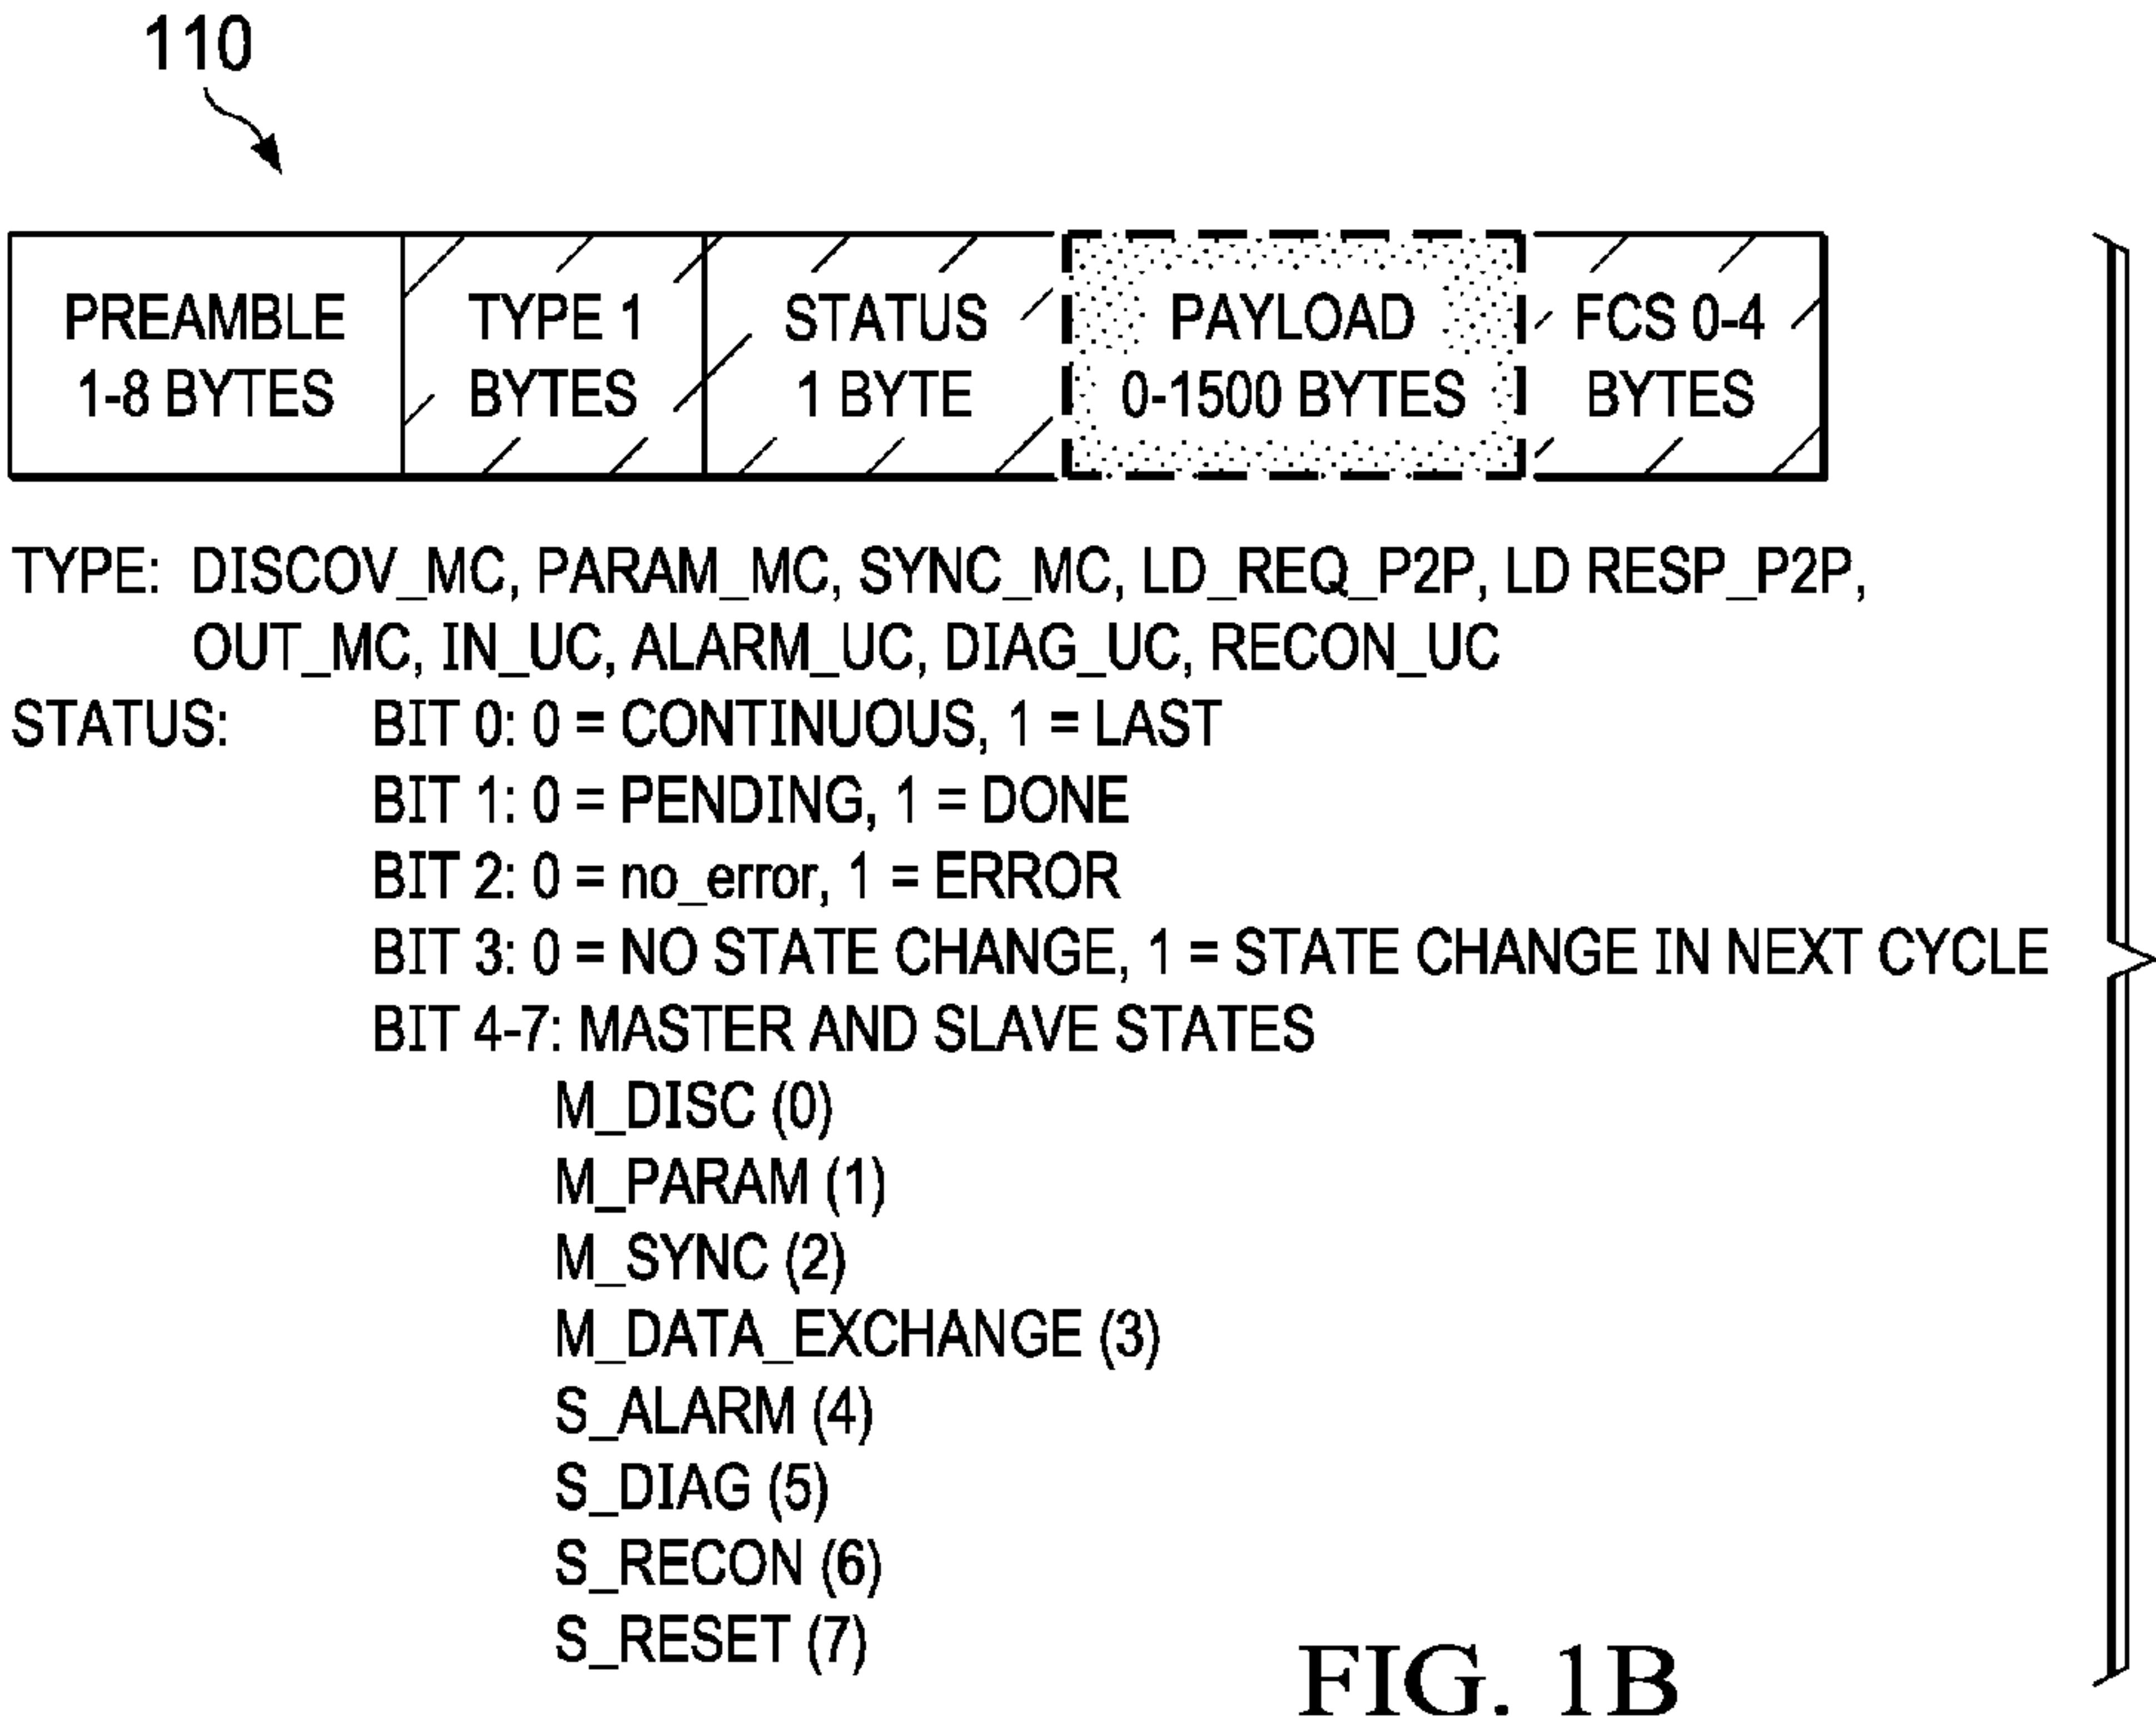 110
PREAMBLE
1-8 BYTES
TYPE 1
BYTES
STATUS
1 BYTE
PAYLOAD
0-1500 BYTES
FCS 0-4
BYTES
TYPE: DISCOV_MC, PARAM_MC, SYNC_MC, LD_REQ_P2P, LD RESP_P2P,
OUT_MC, IN_UC, ALARM_UC, DIAG_UC, RECON_UC
STATUS: BIT 0: 0 = CONTINUOUS, 1 = LAST
BIT 1: 0 = PENDING, 1 = DONE
BIT 2: 0 = no_error, 1 = ERROR
BIT 3: 0 = NO STATE CHANGE, 1 = STATE CHANGE IN NEXT CYCLE
BIT 4-7: MASTER AND SLAVE STATES
M_DISC (0)
M_PARAM (1)
M_SYNC (2)
M_DATA_EXCHANGE (3)
S_ALARM (4)
S_DIAG (5)
S_RECON (6)
S_RESET (7)
FIG. 1B